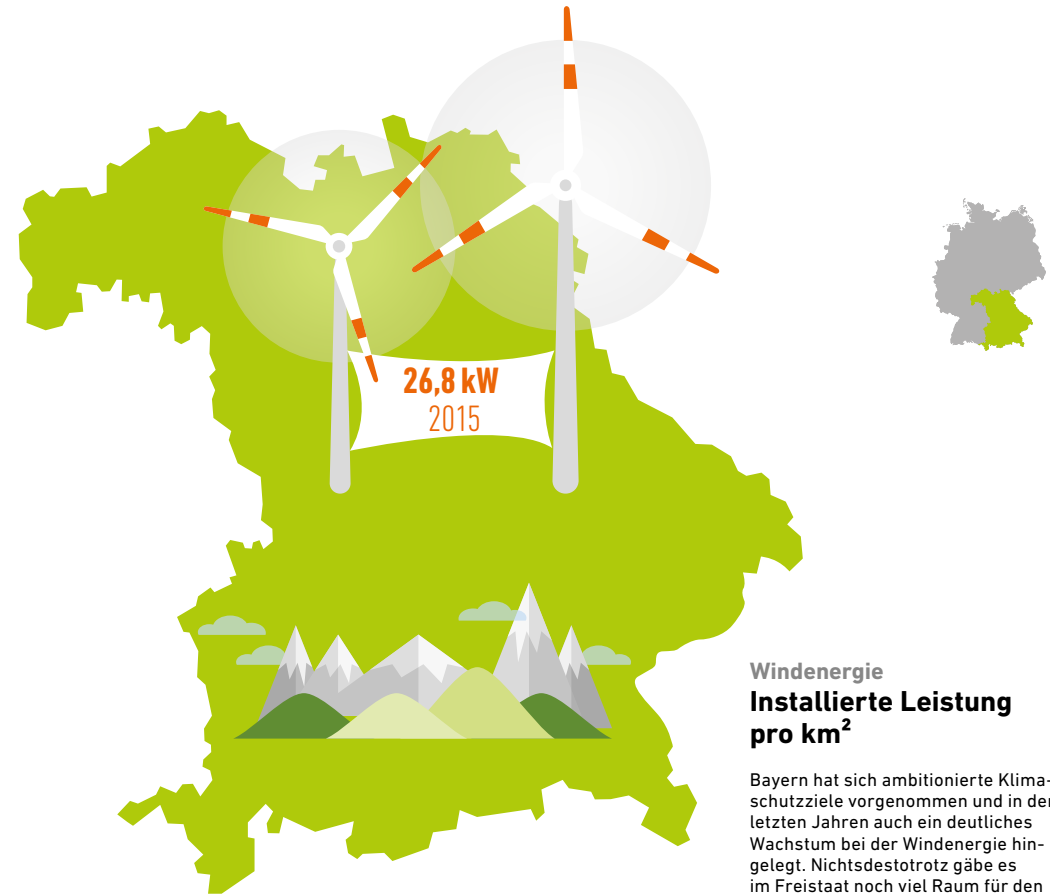 26,8 kW
2015
Windenergie
Installierte Leistung
pro km²
Bayern hat sich ambitionierte Klima-
schutzziele vorgenommen und in den
letzten Jahren auch ein deutliches
Wachstum bei der Windenergie hin-
gelegt. Nichtsdestotrotz gäbe es
im Freistaat noch viel Raum für den